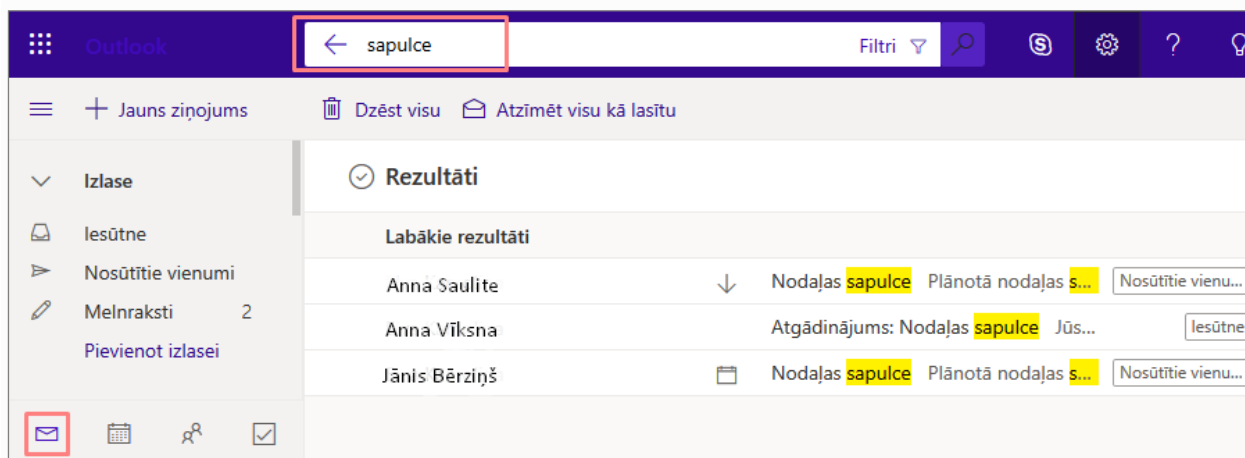 Outlook sapulce Filtri
Jauns ziņojums Dzēst visu Atzīmēt visu kā lasītu
Izlase Rezultāti
Iesūtne Labākie rezultāti
Nosūtītie vienumi Anna Saulite Nodaļas sapulce Plānotā nodaļas s... Nosūtītie vienu...
Melnraksti 2 Anna Vīksna Atgādinājums: Nodaļas sapulce Jūs... Iesūtne
Pievienot izlasei Jānis Bērziņš Nodaļas sapulce Plānotā nodaļas s... Nosūtītie vienu...